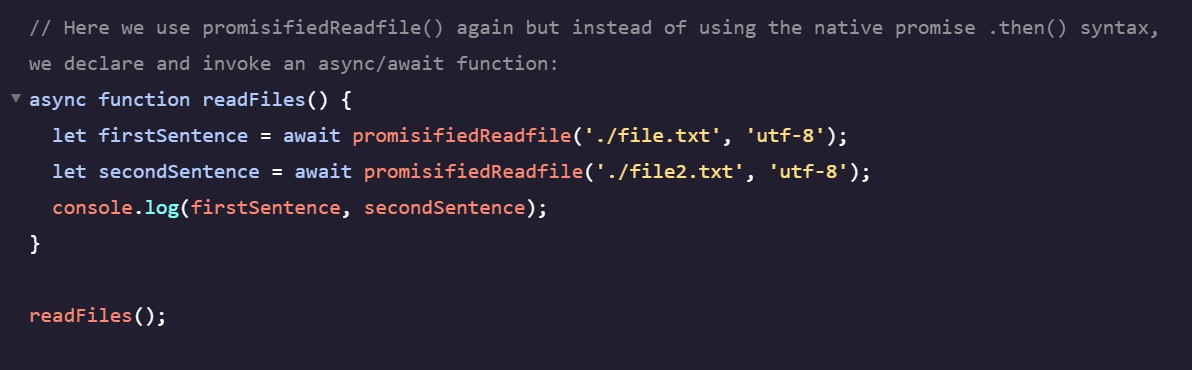 // Here we use promisifiedReadfile() again but instead of using the native promise .then() syntax,
we declare and invoke an async/await function:
async function readFiles() {
  let firstSentence = await promisifiedReadfile('./file.txt', 'utf-8');
  let secondSentence = await promisifiedReadfile('./file2.txt', 'utf-8');
  console.log(firstSentence, secondSentence);
}
readFiles();